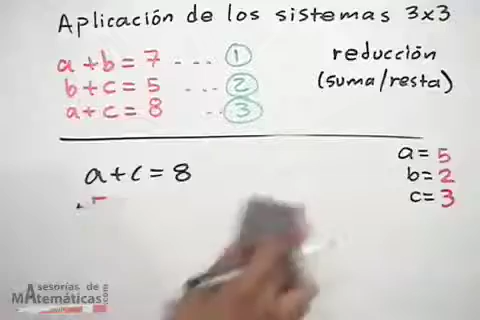 Aplicación de los sistemas 3x3
a + b = 7 --- 1
b + c = 5 --- 2
a + c = 8 --- 3
reducción
(suma/resta)
a + c = 8
a = 5
b = 2
c = 3
Asesorías de
Matemáticas.com